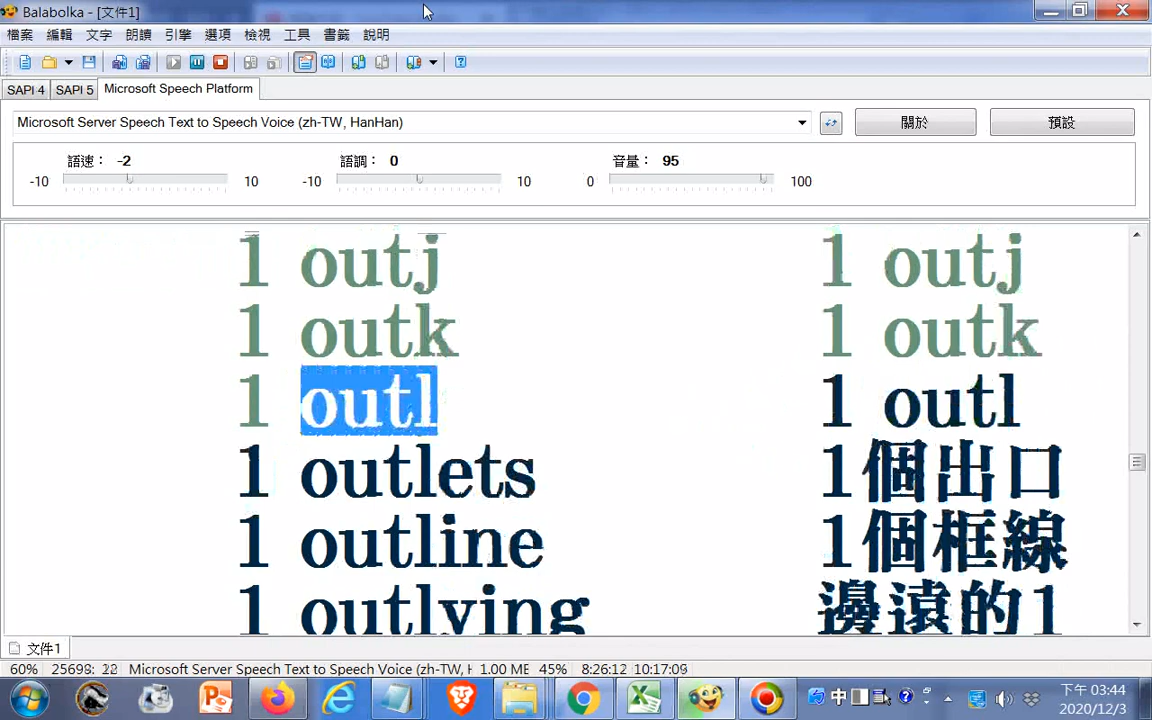 Balabolka - [文件1]
檔案 編輯 文字 朗讀 引擎 選項 檢視 工具 書籤 說明
SAPI 4 SAPI 5 Microsoft Speech Platform
Microsoft Server Speech Text to Speech Voice (zh-TW, HanHan) 關於 預設
語速： -2 語調： 0 音量： 95
-10 10 -10 10 0 100
1 outj 1 outj
1 outk 1 outk
1 outl 1 outl
1 outlets 1個出口
1 outline 1個框線
1 outlying 邊遠的1
文件1
60% 25698: 22 Microsoft Server Speech Text to Speech Voice (zh-TW, H 1.00 ME 45% 8:26:12 10:17:09
中 下午 03:44
2020/12/3